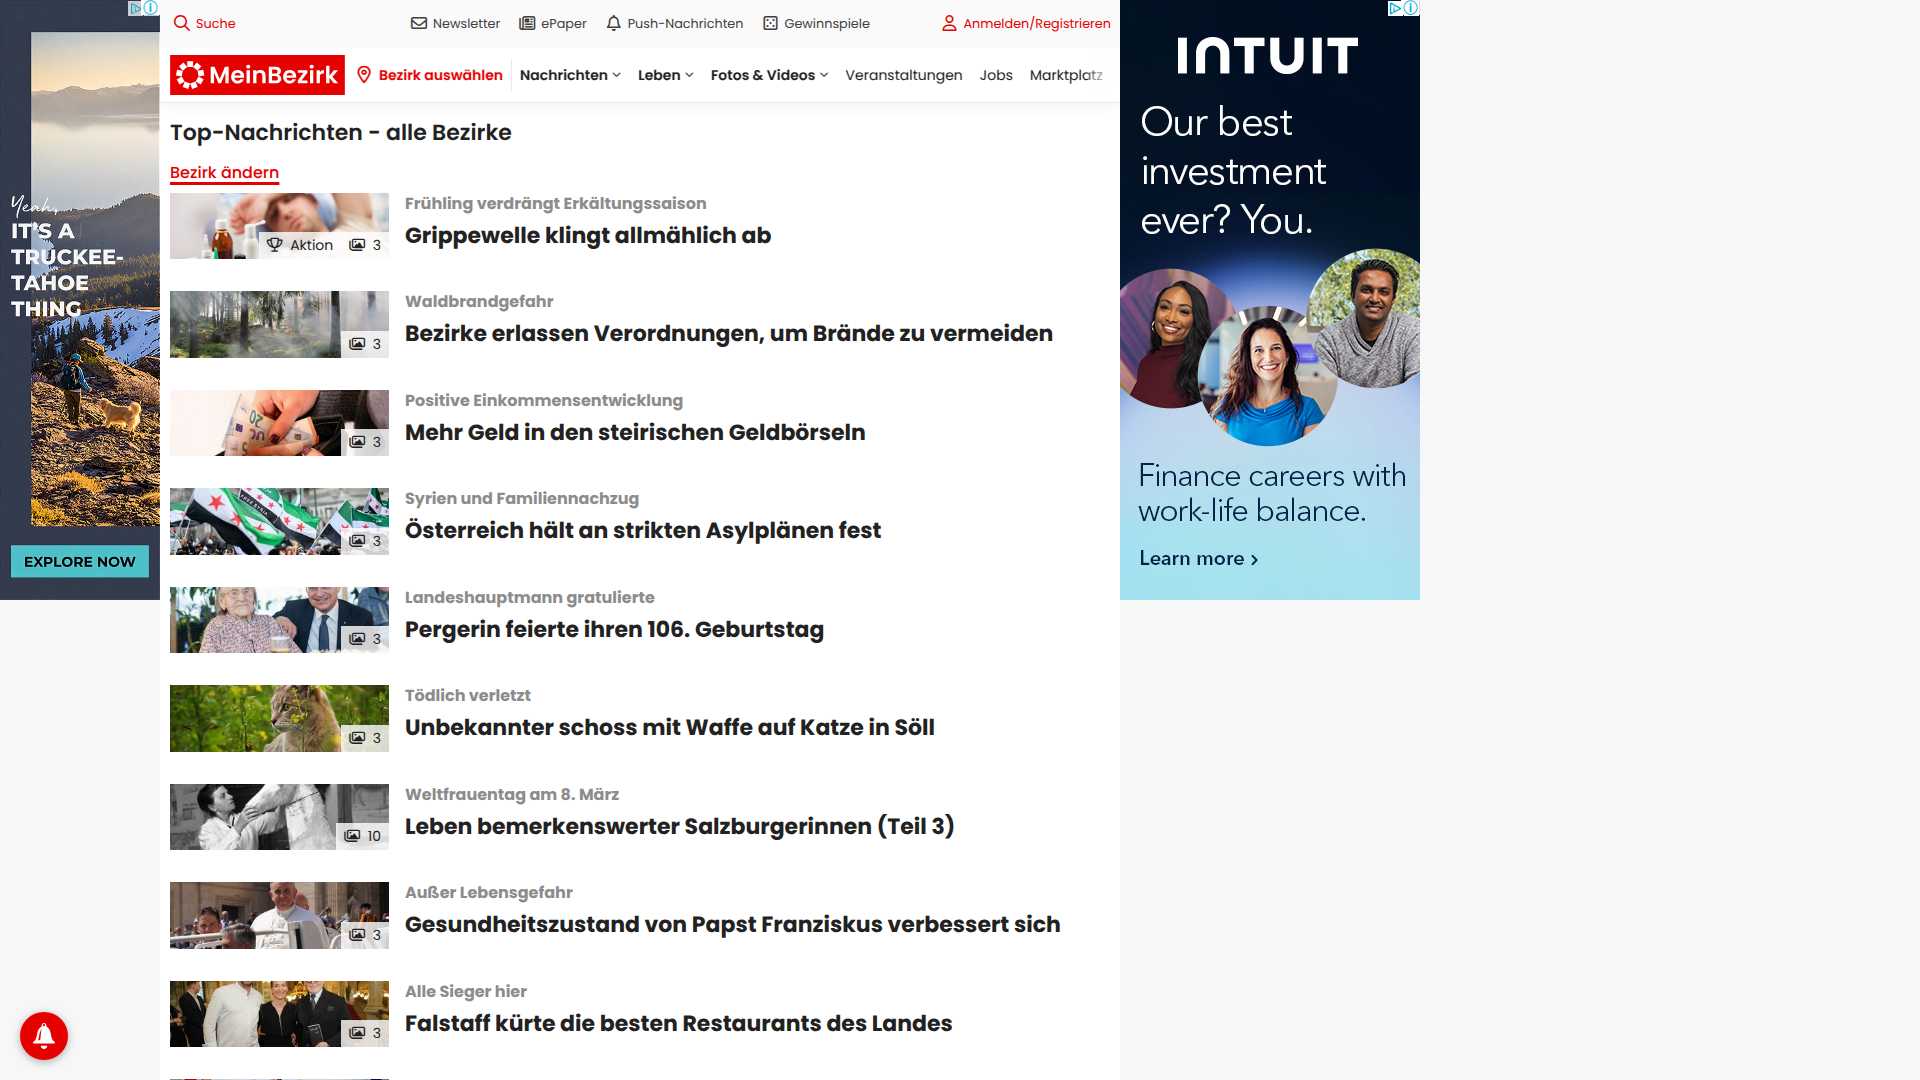 Suche
Newsletter
ePaper
Push-Nachrichten
Gewinnspiele
Anmelden/Registrieren
MeinBezirk
Bezirk auswählen
Nachrichten
Leben
Fotos & Videos
Veranstaltungen
Jobs
Marktplatz
Top-Nachrichten - alle Bezirke
Bezirk ändern
Frühling verdrängt Erkältungssaison
Grippewelle klingt allmählich ab
Aktion 3
Waldbrandgefahr
Bezirke erlassen Verordnungen, um Brände zu vermeiden
3
Positive Einkommensentwicklung
Mehr Geld in den steirischen Geldbörseln
3
Syrien und Familiennachzug
Österreich hält an strikten Asylplänen fest
3
Landeshauptmann gratulierte
Pergerin feierte ihren 106. Geburtstag
3
Tödlich verletzt
Unbekannter schoss mit Waffe auf Katze in Söll
3
Weltfrauentag am 8. März
Leben bemerkenswerter Salzburgerinnen (Teil 3)
10
Außer Lebensgefahr
Gesundheitszustand von Papst Franziskus verbessert sich
3
Alle Sieger hier
Falstaff kürte die besten Restaurants des Landes
3
Yeah,
IT'S A
TRUCKEE-
TAHOE
THING
EXPLORE NOW
INTUIT
Our best
investment
ever? You.
Finance careers with
work-life balance.
Learn more ›